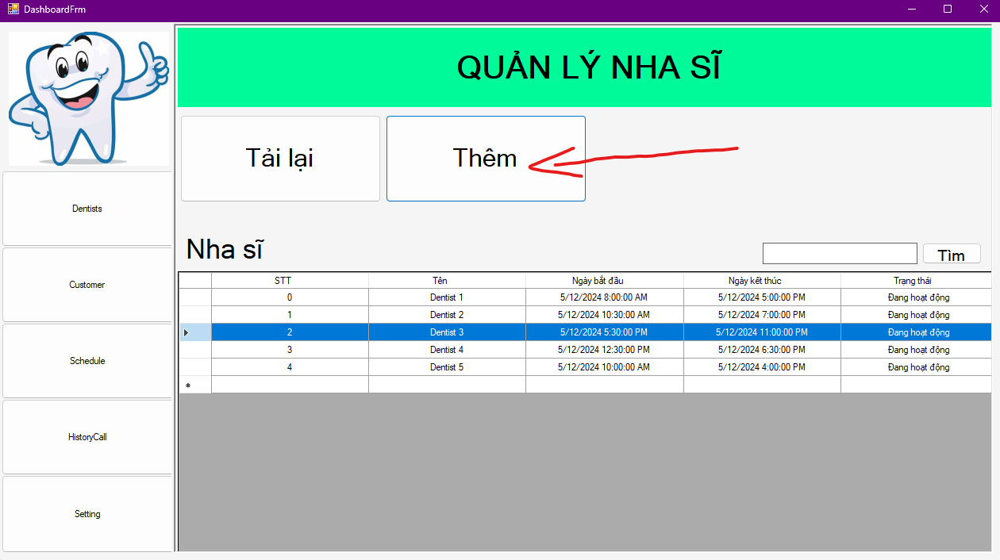 DashboardFrm
QUẢN LÝ NHA SĨ
Tải lại
Thêm
Dentists
Customer
Schedule
HistoryCall
Setting
Nha sĩ
Tìm
STT Tên Ngày bắt đầu Ngày kết thúc Trạng thái
0 Dentist 1 5/12/2024 8:00:00 AM 5/12/2024 5:00:00 PM Đang hoạt động
1 Dentist 2 5/12/2024 10:30:00 AM 5/12/2024 7:00:00 PM Đang hoạt động
2 Dentist 3 5/12/2024 5:30:00 PM 5/12/2024 11:00:00 PM Đang hoạt động
3 Dentist 4 5/12/2024 12:30:00 PM 5/12/2024 6:30:00 PM Đang hoạt động
4 Dentist 5 5/12/2024 10:00:00 AM 5/12/2024 4:00:00 PM Đang hoạt động